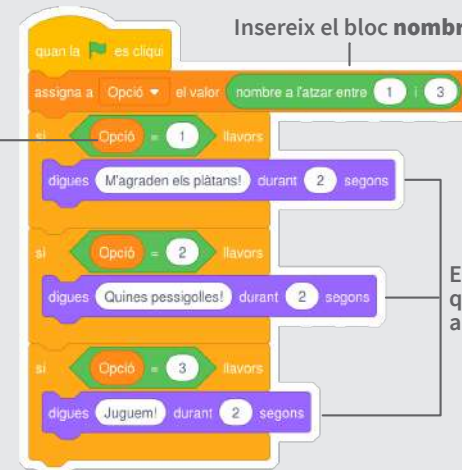 Insereix el bloc nombr
quan la es cliqui
assigna a Opció el valor nombre a l'atzar entre 1 i 3
si Opció = 1 llavors
digues M'agraden els plàtans! durant 2 segons
si Opció = 2 llavors
digues Quines pessigolles! durant 2 segons
si Opció = 3 llavors
digues Juguem! durant 2 segons
E
q
a